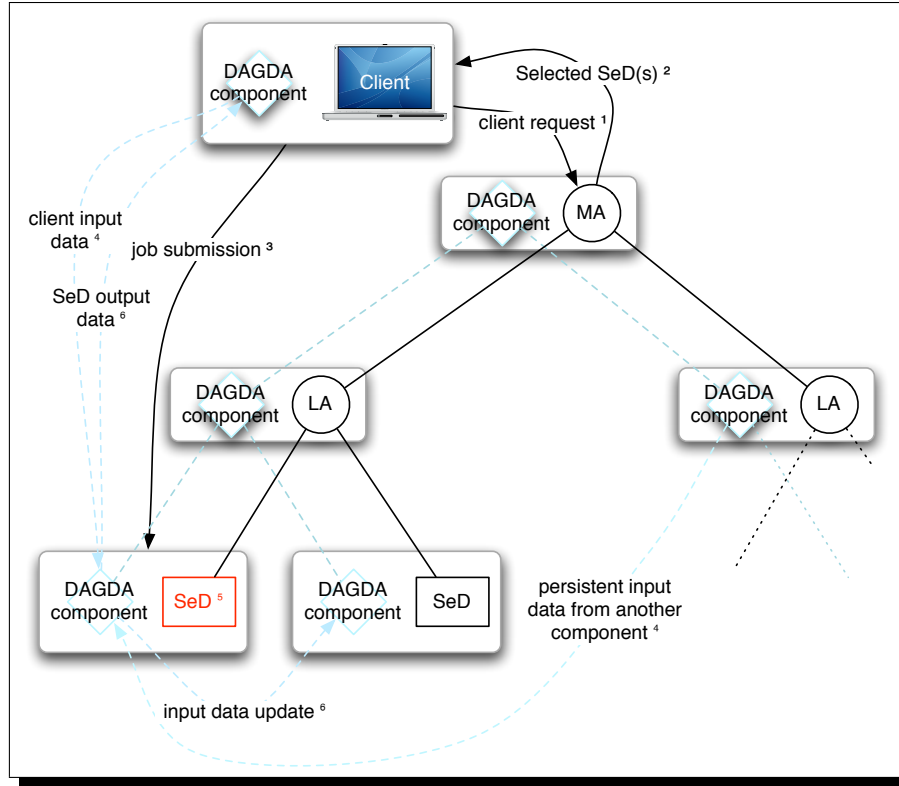 DAGDA
component
Client
Selected SeD(s) ²
client request ¹
DAGDA
component
MA
client input
data ⁴
job submission ³
SeD output
data ⁶
DAGDA
component
LA
DAGDA
component
LA
DAGDA
component
SeD ⁵
DAGDA
component
SeD
persistent input
data from another
component ⁴
input data update ⁶